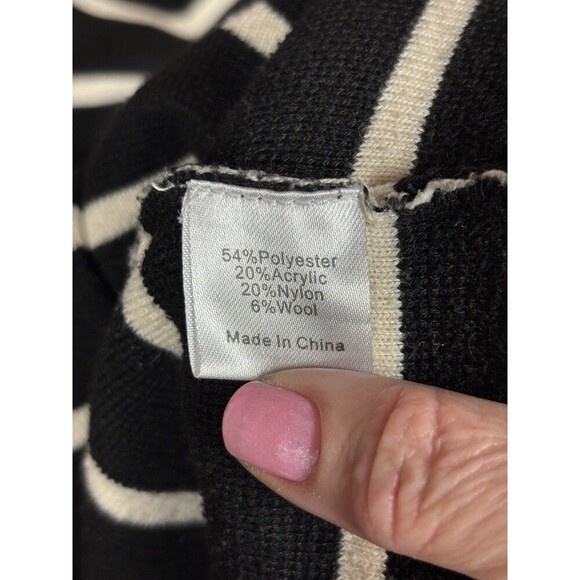 54%Polyester
20%Acrylic
20%Nylon
6%Wool
Made In China